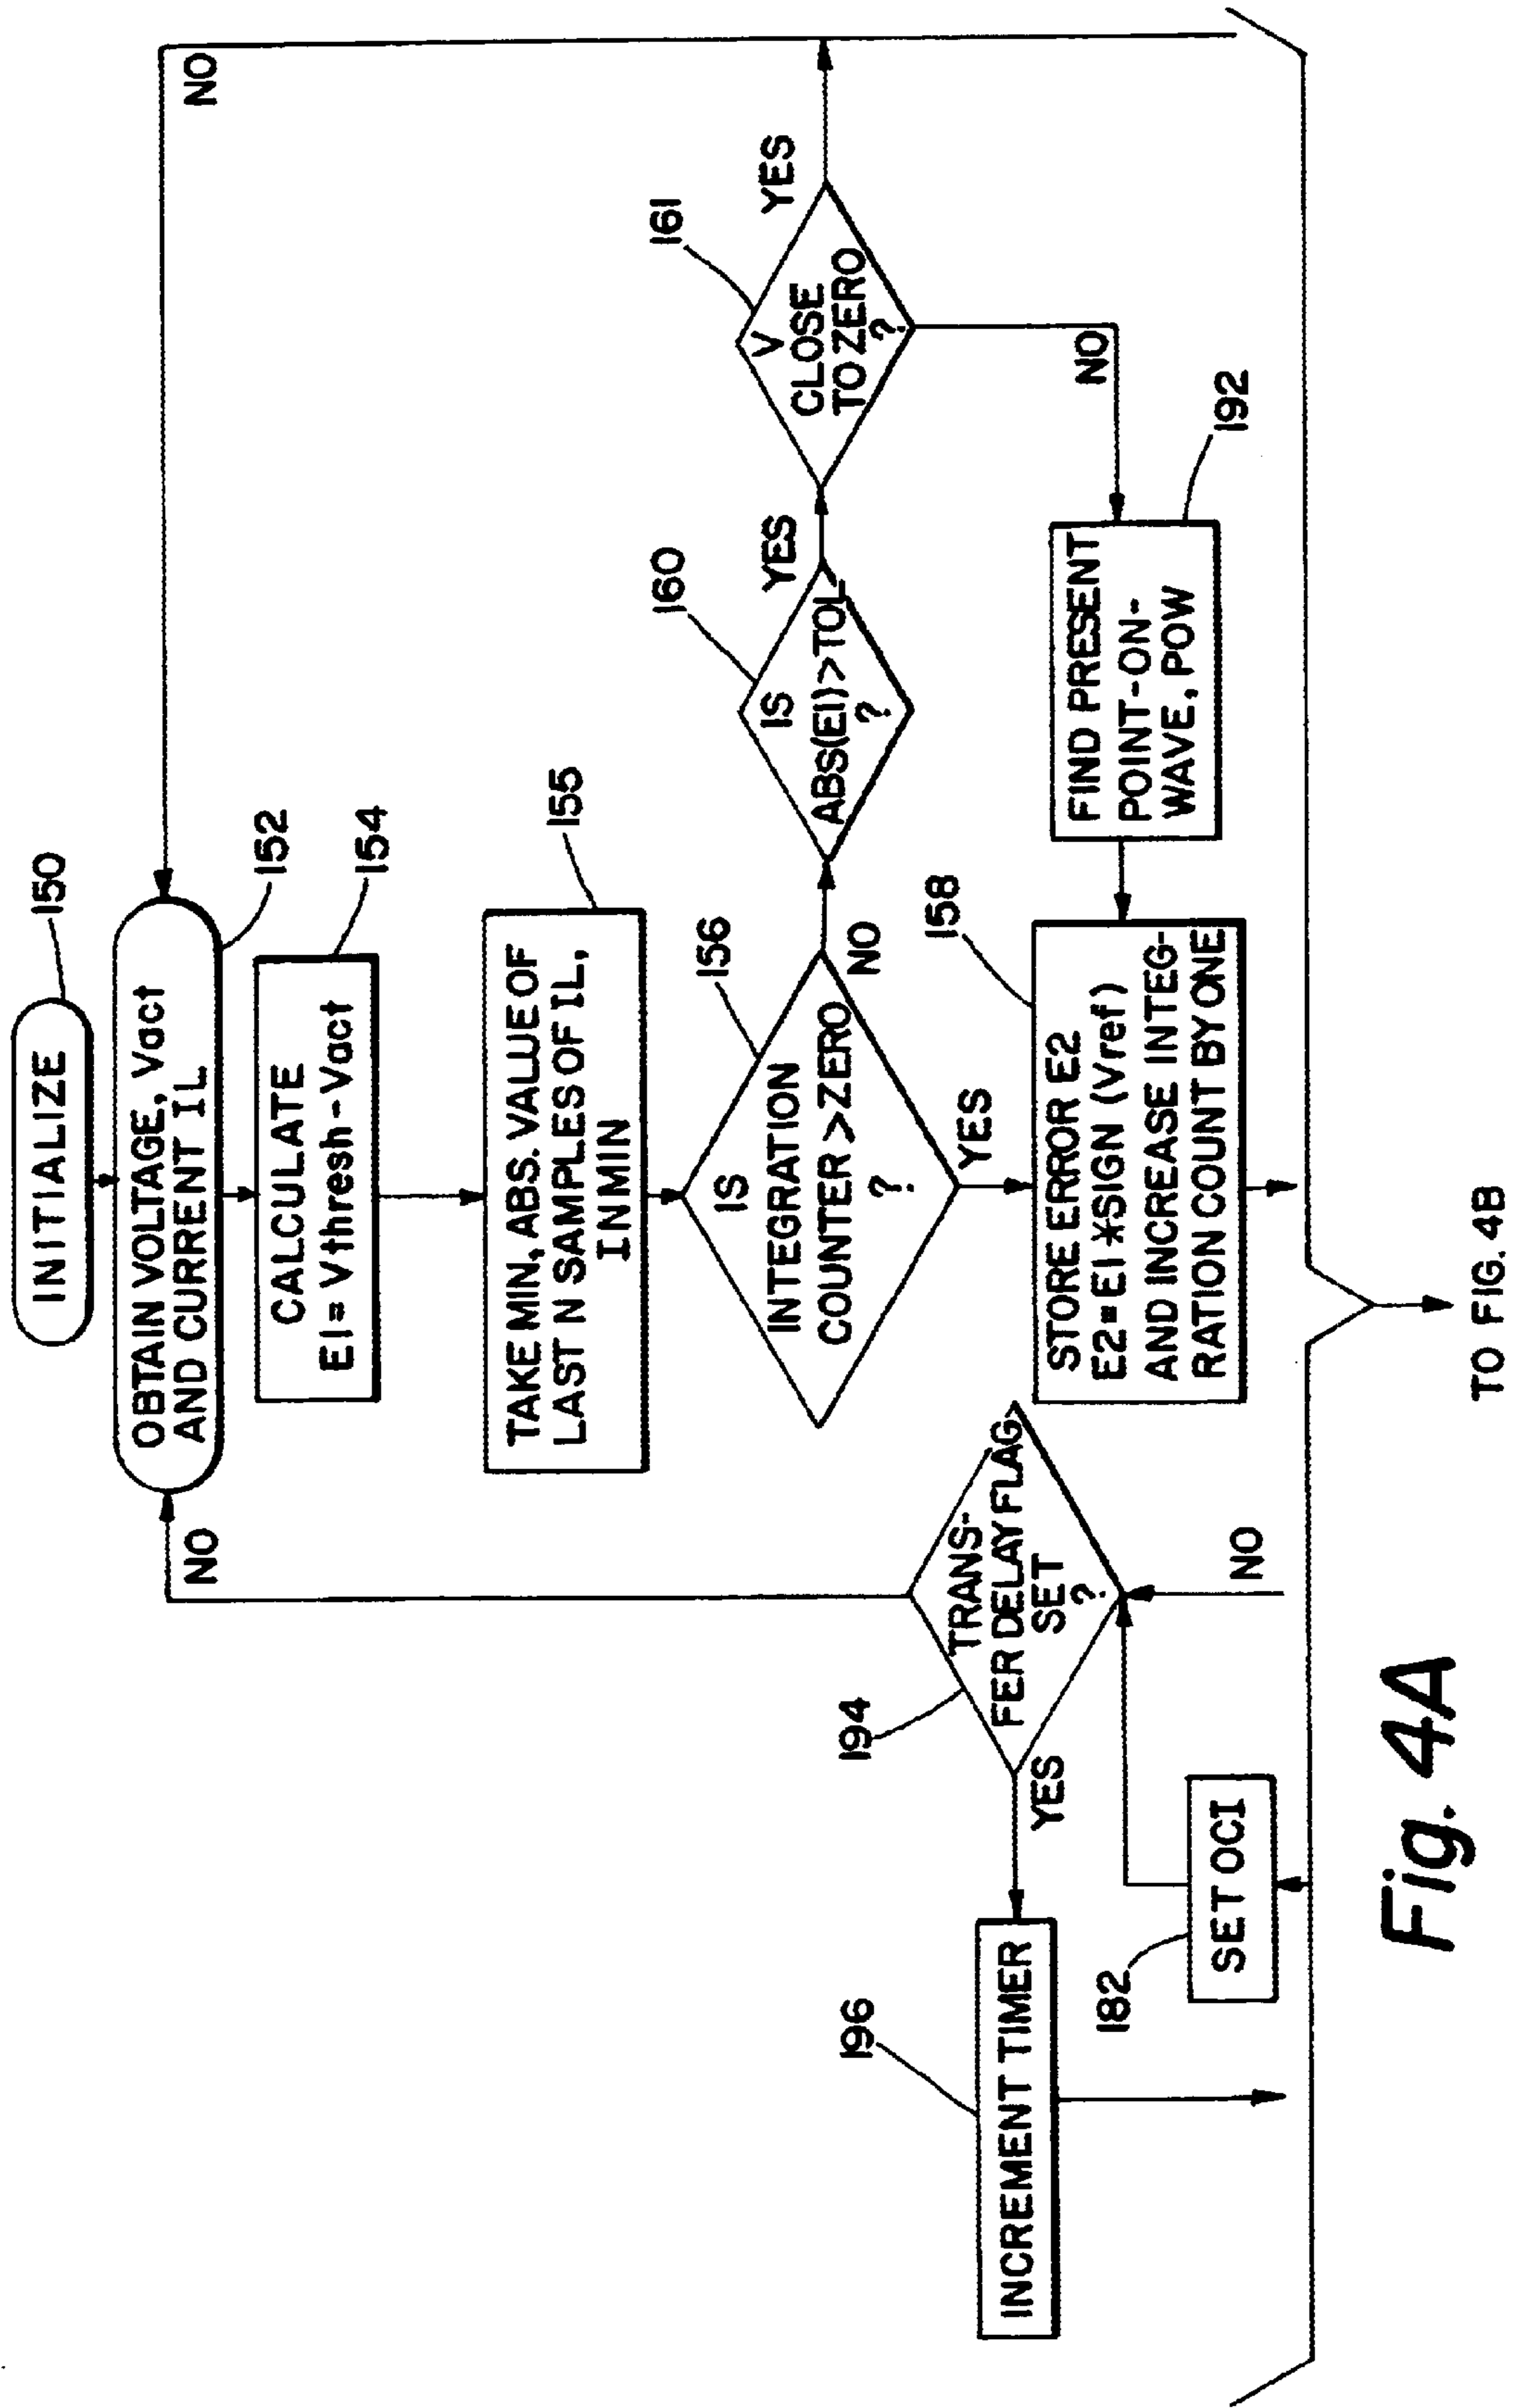 INITIALIZE
150
OBTAIN VOLTAGE, Vact
AND CURRENT IL
152
NO
NO
CALCULATE
E1 = Vthresh-Vact
154
TAKE MIN, ABS. VALUE OF
LAST N SAMPLES OF IL,
INMIN
155
IS
INTEGRATION
COUNTER > ZERO
?
156
NO
YES
IS
ABS(E1)>TOL
?
160
YES
V
CLOSE
TO ZERO
?
161
YES
NO
FIND PRESENT
POINT-ON-
WAVE, POW
192
STORE ERROR E2
E2=E1*SIGN (Vref)
AND INCREASE INTEG-
RATION COUNT BY ONE
158
TRANS-
FER DELAY FLAG
SET
?
194
YES
NO
INCREMENT TIMER
196
SET OCI
182
TO FIG. 4B
Fig. 4A